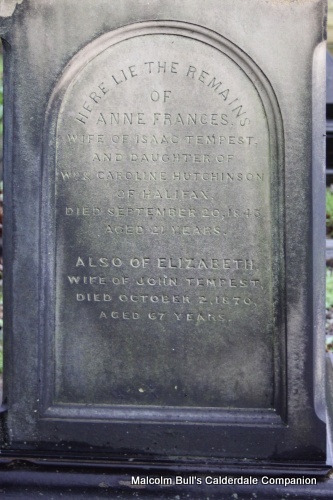 HERE LIE THE REMAINS
OF
ANNE FRANCES.
WIFE OF ISAAC TEMPEST.
AND DAUGHTER OF
WM & CAROLINE HUTCHINSON
OF HALIFAX.
DIED SEPTEMBER
AGED 21 YEARS.
ALSO OF ELIZABETH,
WIFE OF JOHN TEMPEST,
DIED OCTOBER 2, 1870,
AGED 67 YEARS.
Malcolm Bull's Calderdale Companion